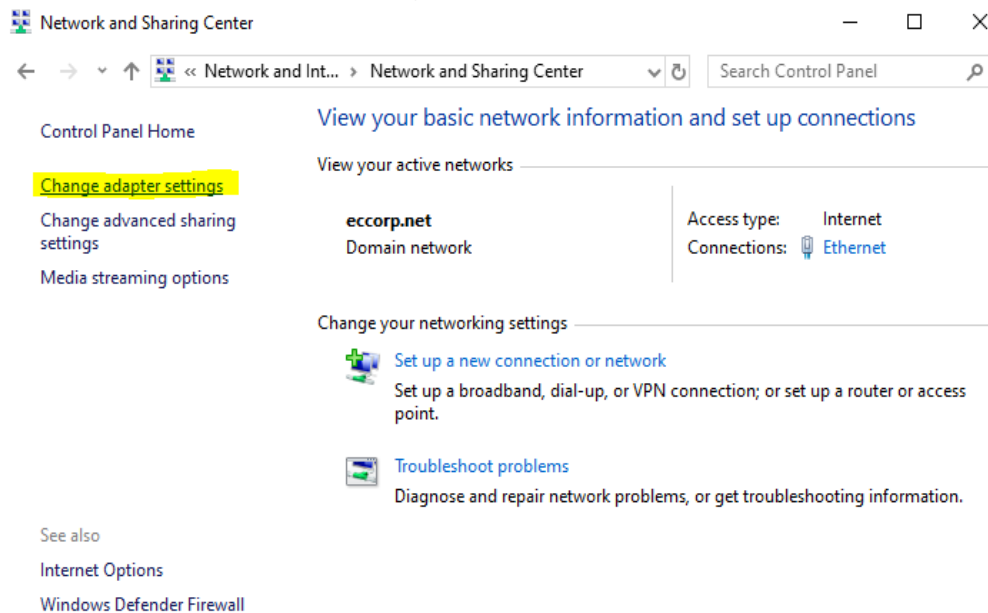 Network and Sharing Center
« Network and Int... › Network and Sharing Center
Search Control Panel
Control Panel Home
Change adapter settings
Change advanced sharing
settings
Media streaming options
View your basic network information and set up connections
View your active networks
eccorp.net
Domain network
Access type: Internet
Connections: Ethernet
Change your networking settings
Set up a new connection or network
Set up a broadband, dial-up, or VPN connection; or set up a router or access
point.
Troubleshoot problems
Diagnose and repair network problems, or get troubleshooting information.
See also
Internet Options
Windows Defender Firewall